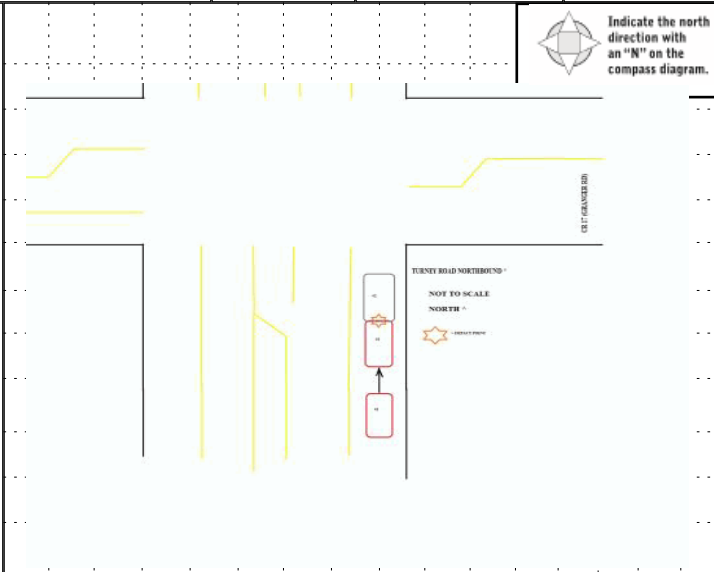 Indicate the north
direction with
an “N” on the
compass diagram.
CR 17 (GRANGER RD)
TURNEY ROAD NORTHBOUND ^
NOT TO SCALE
NORTH ^